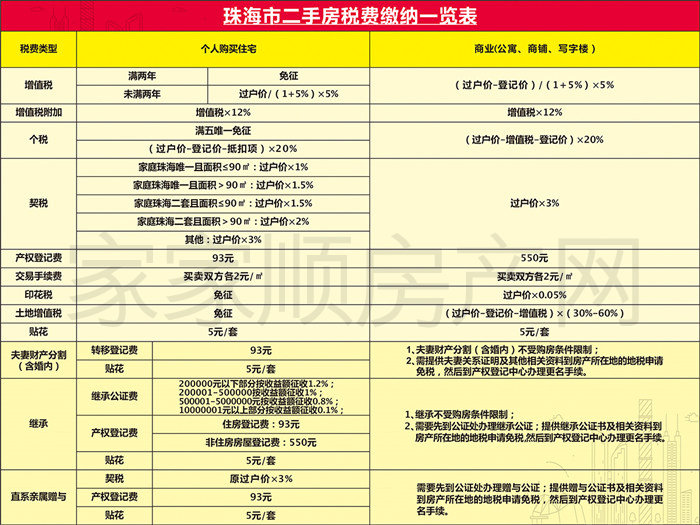 珠海市二手房税费缴纳一览表
税费类型 个人购买住宅 商业(公寓、商铺、写字楼)
增值税 满两年 免征 (过户价-登记价)/(1+5%)×5%
未满两年 过户价/(1+5%)×5%
增值税附加 增值税×12% 增值税×12%
个税 满五唯一免征 (过户价-增值税-登记价)×20%
(过户价-登记价-抵扣项)×20%
契税 家庭珠海唯一且面积≤90㎡:过户价×1% 过户价×3%
家庭珠海唯一且面积>90㎡:过户价×1.5%
家庭珠海二套且面积≤90㎡:过户价×1.5%
家庭珠海二套且面积>90㎡:过户价×2%
其他:过户价×3%
产权登记费 93元 550元
交易手续费 买卖双方各2元/㎡ 买卖双方各2元/㎡
印花税 免征 过户价×0.05%
土地增值税 免征 (过户价-登记价-增值税)×(30%-60%)
贴花 5元/套 5元/套
夫妻财产分割(含婚内) 转移登记费 93元 1、夫妻财产分割(含婚内)不受购房条件限制;
贴花 5元/套 2、需提供夫妻关系证明及其他相关资料到房产所在地的地税申请
免税,然后到产权登记中心办理更名手续。
继承 继承公证费 200000元以下部分按收益额征收1.2%;
200001-500000按收益额征收1%;
500001-5000000元按收益额征收0.8%;
10000001元以上部分按收益额征收0.1%;
1、继承不受购房条件限制;
2、需要先到公证处办理继承公证;提供继承公证书及相关资料到
房产所在地的地税申请免税,然后到产权登记中心办理更名手续。
产权登记费 住宅登记费:93元
非住房房屋登记费:550元
贴花 5元/套
直系亲属赠与 契税 原过户价×3%
产权登记费 93元
贴花 5元/套
需要先到公证处办理赠与公证;提供赠与公证书及相关资料
到房产所在地的地税申请免税,然后到产权登记中心办理更
名手续。
家家顺房产网